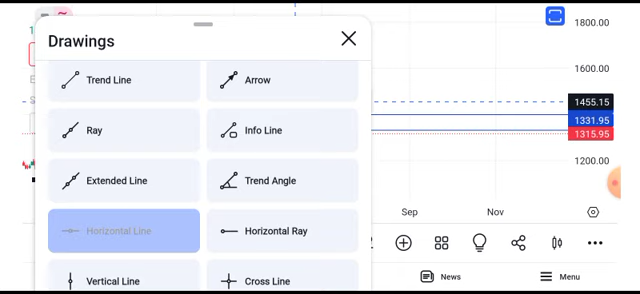 Drawings
Trend Line
Arrow
Ray
Info Line
Extended Line
Trend Angle
Horizontal Line
Horizontal Ray
Vertical Line
Cross Line
1800.00
1600.00
1455.15
1331.95
1315.95
1200.00
Sep
Nov
News
Menu